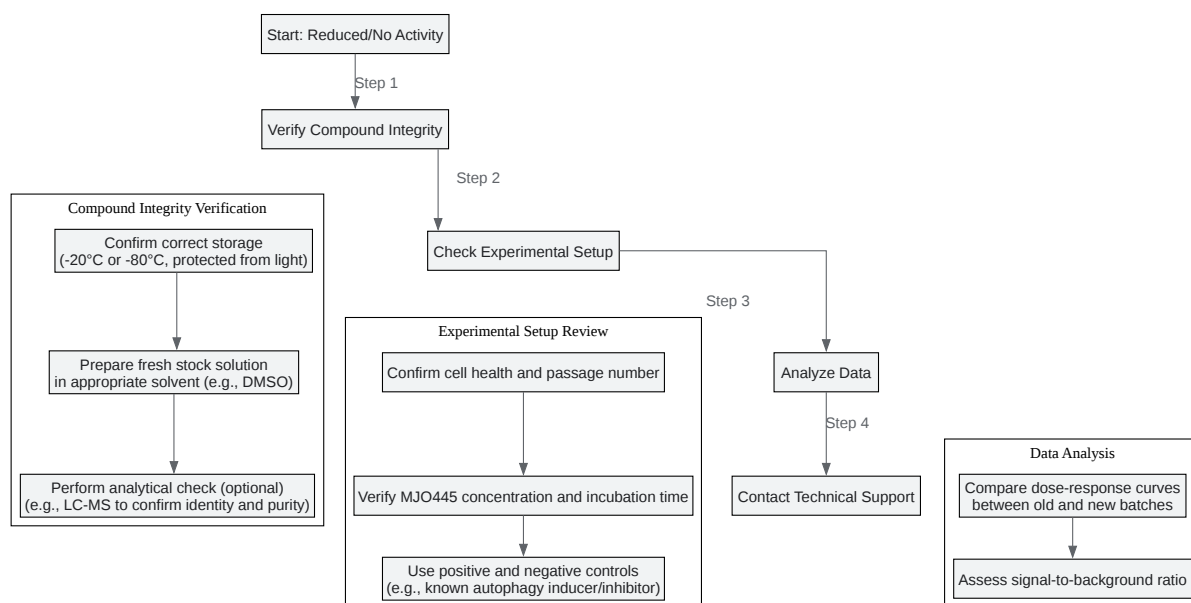 Start: Reduced/No Activity
Step 1
Verify Compound Integrity
Step 2
Check Experimental Setup
Step 3
Analyze Data
Step 4
Contact Technical Support
Compound Integrity Verification
Confirm correct storage
(-20°C or -80°C, protected from light)
Prepare fresh stock solution
in appropriate solvent (e.g., DMSO)
Perform analytical check (optional)
(e.g., LC-MS to confirm identity and purity)
Experimental Setup Review
Confirm cell health and passage number
Verify MJO445 concentration and incubation time
Use positive and negative controls
(e.g., known autophagy inducer/inhibitor)
Data Analysis
Compare dose-response curves
between old and new batches
Assess signal-to-background ratio